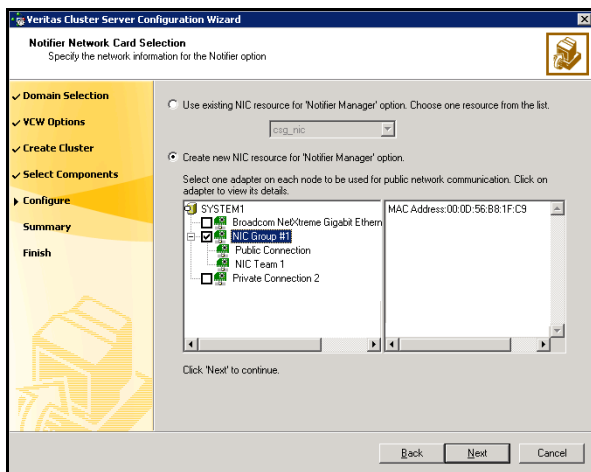 Veritas Cluster Server Configuration Wizard
Notifier Network Card Selection
Specify the network information for the Notifier option
Domain Selection
VCW Options
Create Cluster
Select Components
Configure
Summary
Finish
Use existing NIC resource for 'Notifier Manager' option. Choose one resource from the list.
csg_nic
Create new NIC resource for 'Notifier Manager' option.
Select one adapter on each node to be used for public network communication. Click on
adapter to view its details.
SYSTEM1
Broadcom NetXtreme Gigabit Ethern
NIC Group #1
Public Connection
NIC Team 1
Private Connection 2
MAC Address:00:0D:56:B8:1F:C9
Click 'Next' to continue.
Back
Next
Cancel